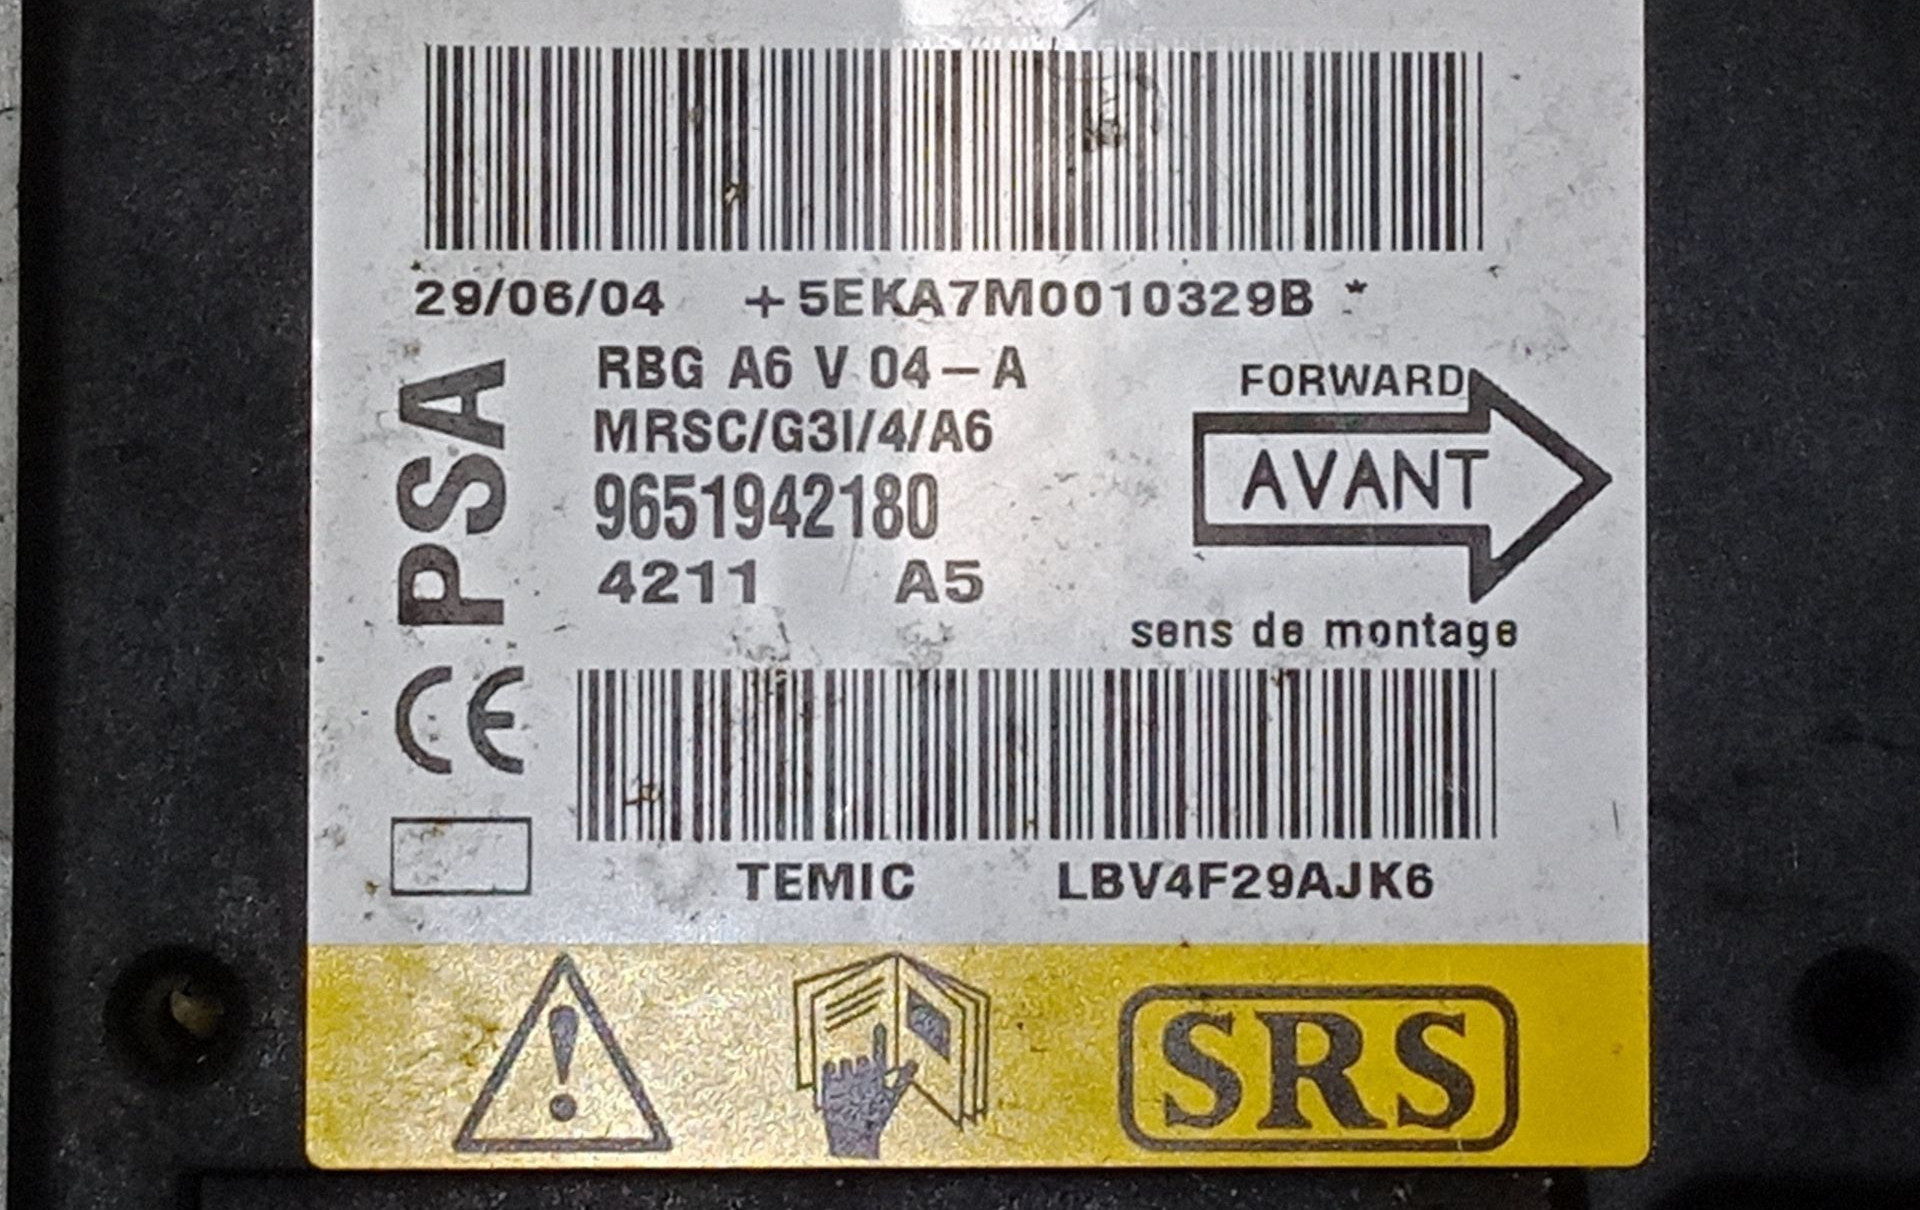 29/06/04 +5EKA7M0010329B *
PSA
RBG A6 V 04-A
MRSC/G3I/4/A6
9651942180
4211 A5
FORWARD
AVANT
sens de montage
CE
TEMIC LBV4F29AJK6
SRS